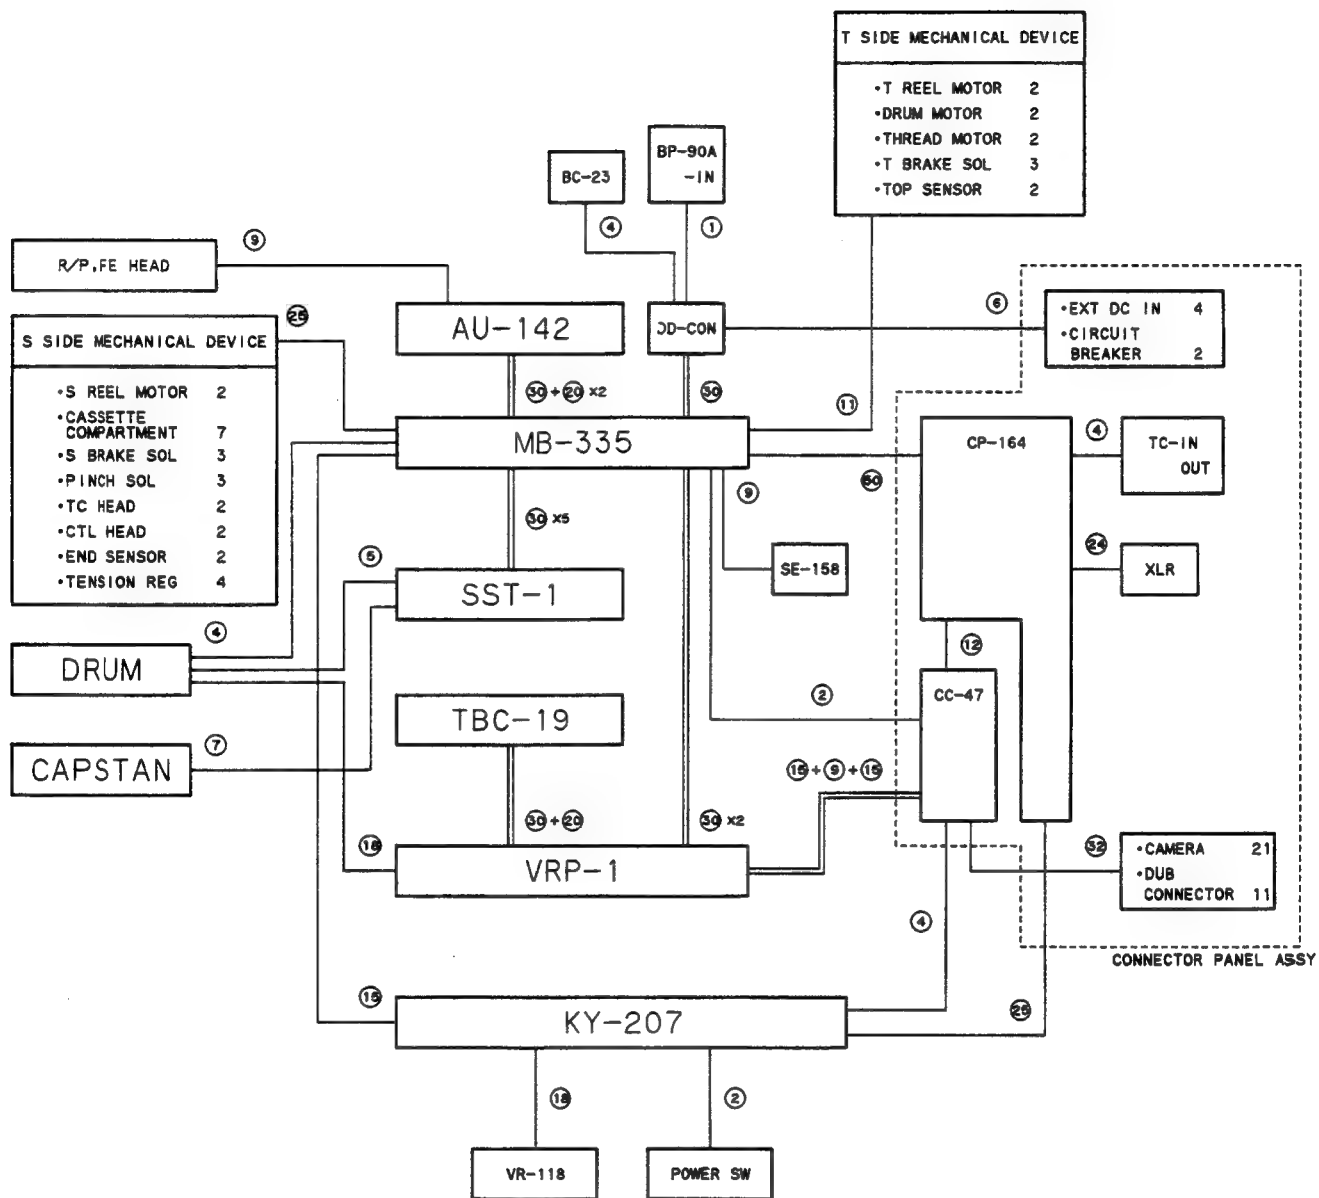 T SIDE MECHANICAL DEVICE
•T REEL MOTOR 2
•DRUM MOTOR 2
•THREAD MOTOR 2
•T BRAKE SOL 3
•TOP SENSOR 2
BC-23
BP-90A
-IN
4
1
R/P,FE HEAD
9
AU-142
DD-CON
6
•EXT DC IN 4
•CIRCUIT
BREAKER 2
S SIDE MECHANICAL DEVICE
•S REEL MOTOR 2
•CASSETTE
COMPARTMENT 7
•S BRAKE SOL 3
•PINCH SOL 3
•TC HEAD 2
•CTL HEAD 2
•END SENSOR 2
•TENSION REG 4
25
30+20 x2
30
11
MB-335
50
CP-164
4
TC-IN
OUT
9
30 x5
24
XLR
5
SE-158
SST-1
4
DRUM
12
CC-47
2
TBC-19
7
CAPSTAN
15+9+15
30+20
30 x2
16
VRP-1
32
•CAMERA 21
•DUB
CONNECTOR 11
4
CONNECTOR PANEL ASSY
15
KY-207
25
18
2
VR-118
POWER SW